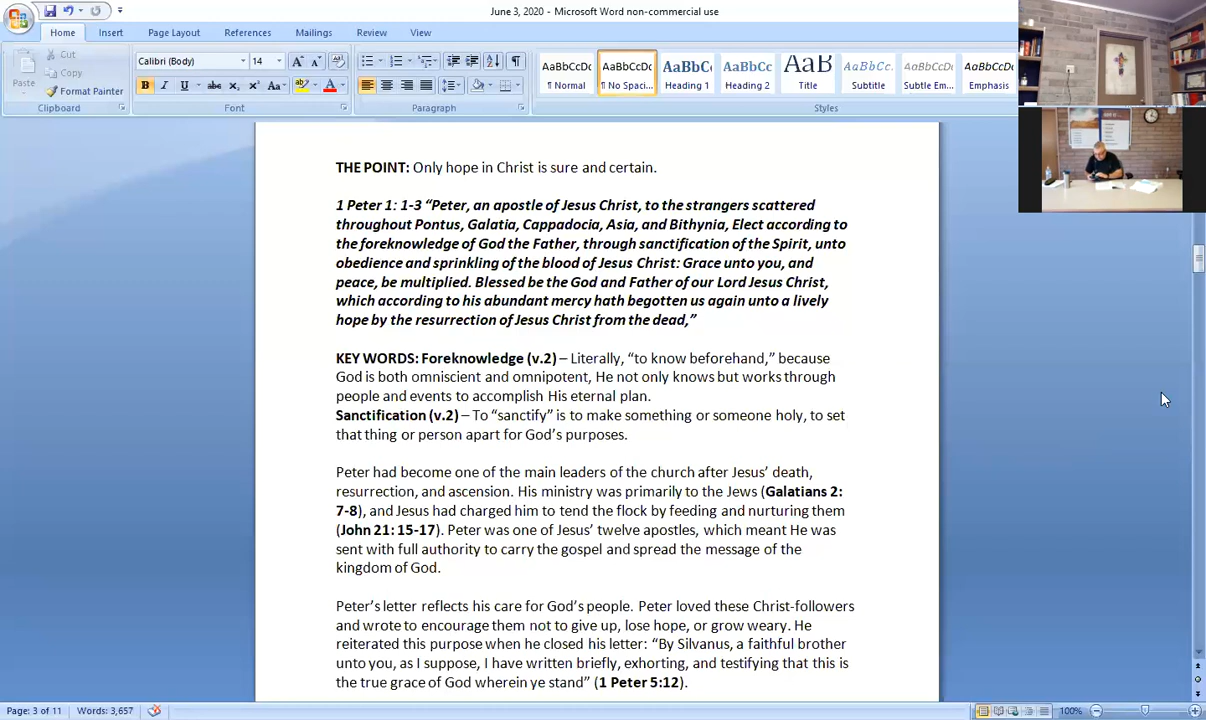 June 3, 2020 - Microsoft Word non-commercial use
Home Insert Page Layout References Mailings Review View
Cut
Copy
Paste
Format Painter
Clipboard
Calibri (Body) 14
Font
Paragraph
AaBbCcDc AaBbCcDc AaBbC AaBbCc AaB AaBbCc AaBbCcDc AaBbCcDc
¶ Normal ¶ No Spaci... Heading 1 Heading 2 Title Subtitle Subtle Em... Emphasis
Styles
THE POINT: Only hope in Christ is sure and certain.
1 Peter 1: 1-3 “Peter, an apostle of Jesus Christ, to the strangers scattered
throughout Pontus, Galatia, Cappadocia, Asia, and Bithynia, Elect according to
the foreknowledge of God the Father, through sanctification of the Spirit, unto
obedience and sprinkling of the blood of Jesus Christ: Grace unto you, and
peace, be multiplied. Blessed be the God and Father of our Lord Jesus Christ,
which according to his abundant mercy hath begotten us again unto a lively
hope by the resurrection of Jesus Christ from the dead,”
KEY WORDS: Foreknowledge (v.2) – Literally, “to know beforehand,” because
God is both omniscient and omnipotent, He not only knows but works through
people and events to accomplish His eternal plan.
Sanctification (v.2) – To “sanctify” is to make something or someone holy, to set
that thing or person apart for God’s purposes.
Peter had become one of the main leaders of the church after Jesus’ death,
resurrection, and ascension. His ministry was primarily to the Jews (Galatians 2:
7-8), and Jesus had charged him to tend the flock by feeding and nurturing them
(John 21: 15-17). Peter was one of Jesus’ twelve apostles, which meant He was
sent with full authority to carry the gospel and spread the message of the
kingdom of God.
Peter’s letter reflects his care for God’s people. Peter loved these Christ-followers
and wrote to encourage them not to give up, lose hope, or grow weary. He
reiterated this purpose when he closed his letter: “By Silvanus, a faithful brother
unto you, as I suppose, I have written briefly, exhorting, and testifying that this is
the true grace of God wherein ye stand” (1 Peter 5:12).
Page: 3 of 11 Words: 3,657 100%